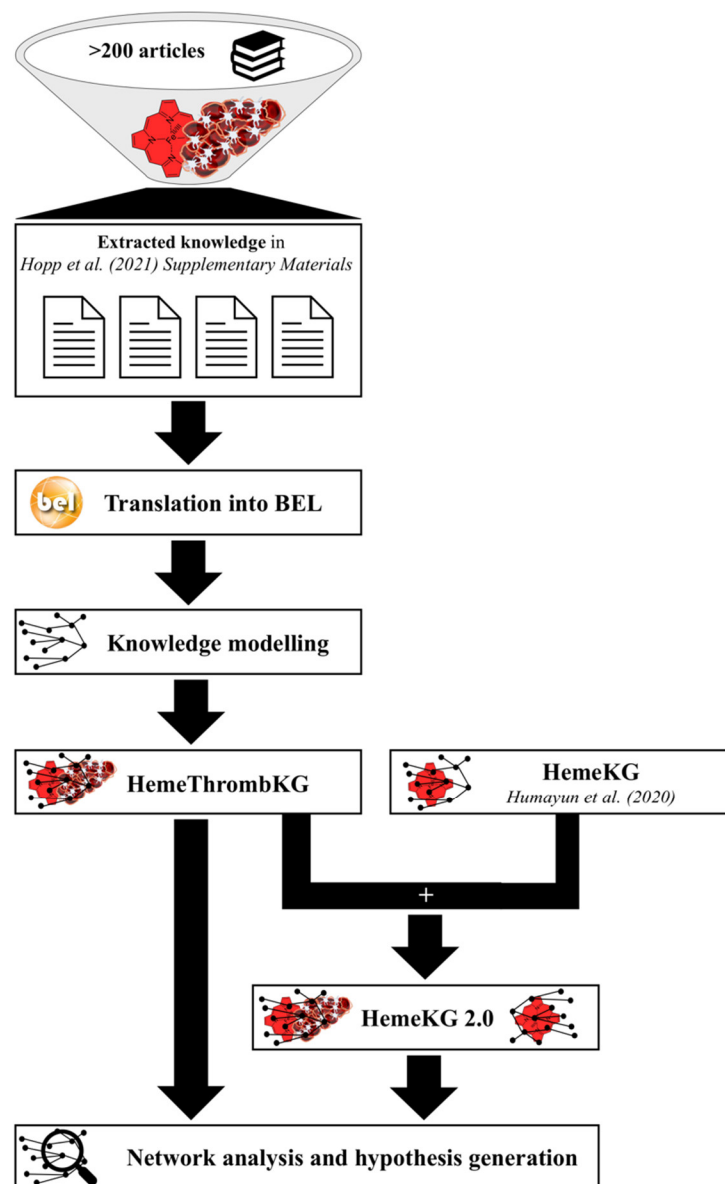 >200 articles
Extracted knowledge in
Hopp et al. (2021) Supplementary Materials
bel
Translation into BEL
Knowledge modelling
HemeThrombKG
HemeKG
Humayun et al. (2020)
+
HemeKG 2.0
Network analysis and hypothesis generation